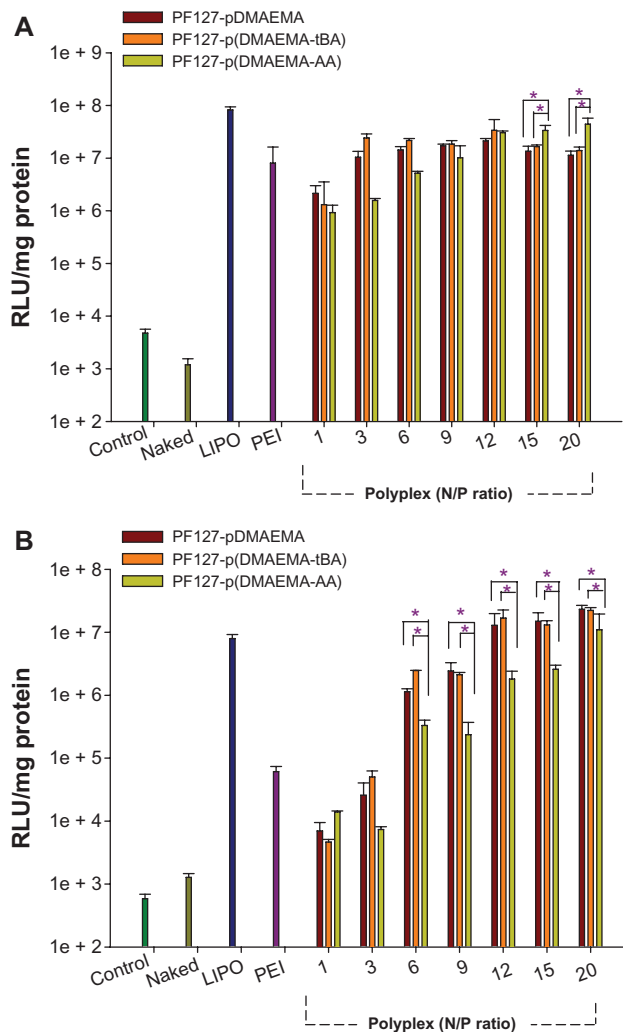 A
PF127-pDMAEMA
PF127-p(DMAEMA-tBA)
PF127-p(DMAEMA-AA)
1e + 9
1e + 8
1e + 7
1e + 6
1e + 5
1e + 4
1e + 3
1e + 2
RLU/mg protein
* * * *
Control Naked LIPO PEI 1 3 6 9 12 15 20
Polyplex (N/P ratio)
B
PF127-pDMAEMA
PF127-p(DMAEMA-tBA)
PF127-p(DMAEMA-AA)
1e + 8
1e + 7
1e + 6
1e + 5
1e + 4
1e + 3
1e + 2
RLU/mg protein
* * * * * * * * * *
Control Naked LIPO PEI 1 3 6 9 12 15 20
Polyplex (N/P ratio)